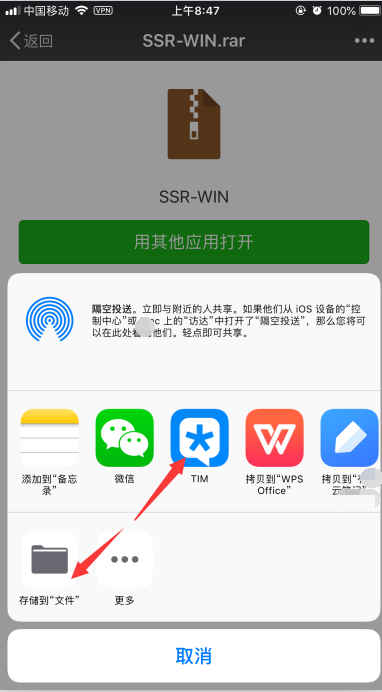 中国移动 VPN 上午8:47 100%
返回 SSR-WIN.rar
SSR-WIN
用其他应用打开
隔空投送。立即与附近的人共享。如果他们从 iOS 设备的“控
制中心”或 上的“访达”中打开了“隔空投送”，那么您将可
以在此处看 他们。轻点即可共享。
添加到“备忘
录”
微信
TIM
拷贝到“WPS
Office”
拷贝到“
存储到“文件”
更多
取消